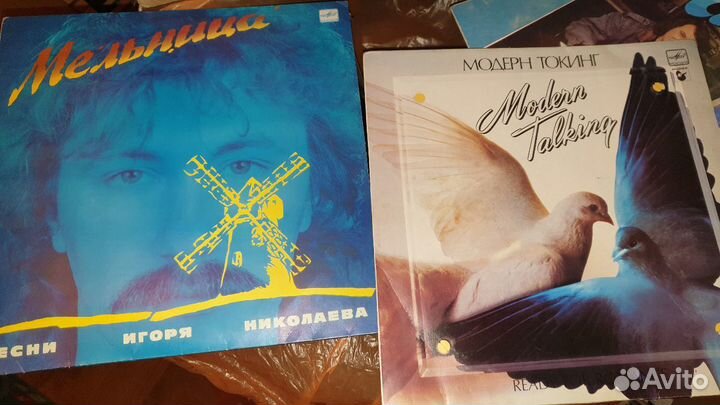 Мельница
ЕСНИ ИГОРЯ НИКОЛАЕВА
МОДЕРН ТОКИНГ
Modern
Talking
REA
Avito